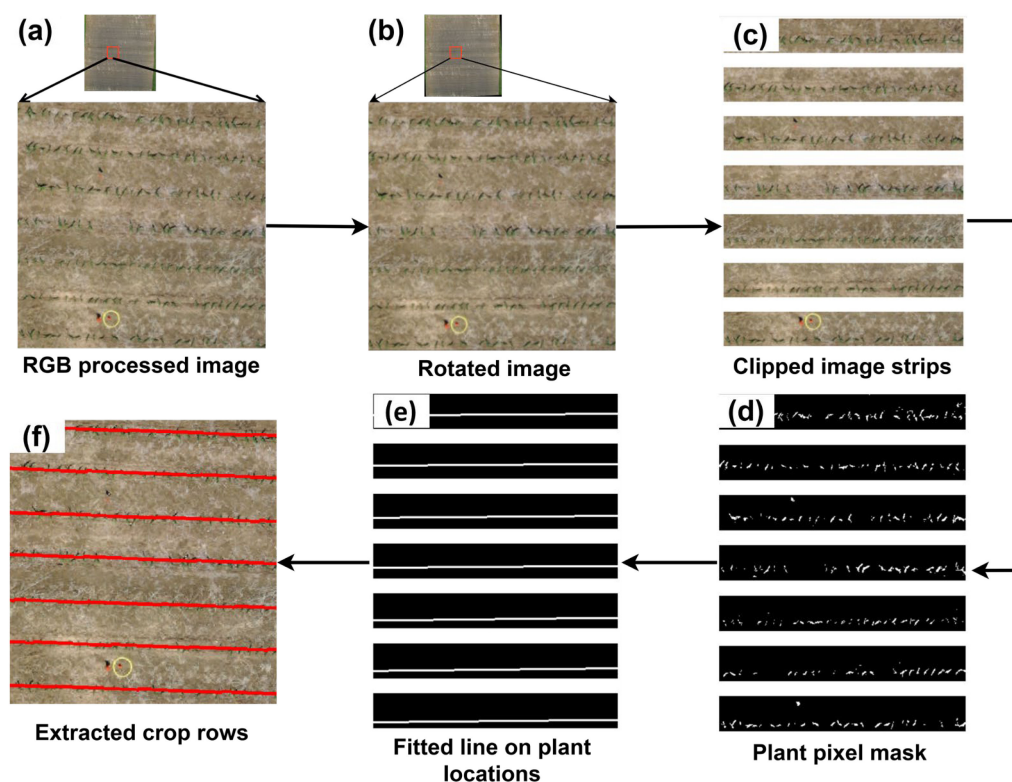 (a)
(b)
(c)
RGB processed image
Rotated image
Clipped image strips
(f)
(e)
(d)
Extracted crop rows
Fitted line on plant
locations
Plant pixel mask